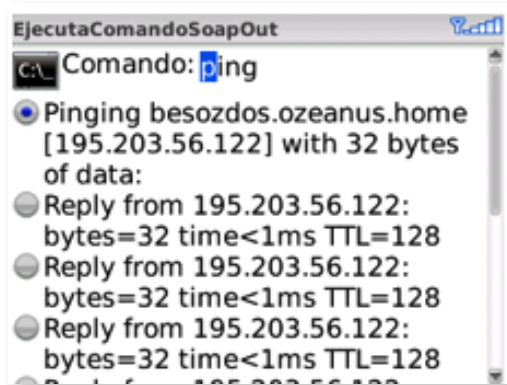 EjecutaComandoSoapOut
C:\_ Comando: ping
Pinging besozdos.ozeanus.home
[195.203.56.122] with 32 bytes
of data:
Reply from 195.203.56.122:
bytes=32 time<1ms TTL=128
Reply from 195.203.56.122:
bytes=32 time<1ms TTL=128
Reply from 195.203.56.122:
bytes=32 time<1ms TTL=128